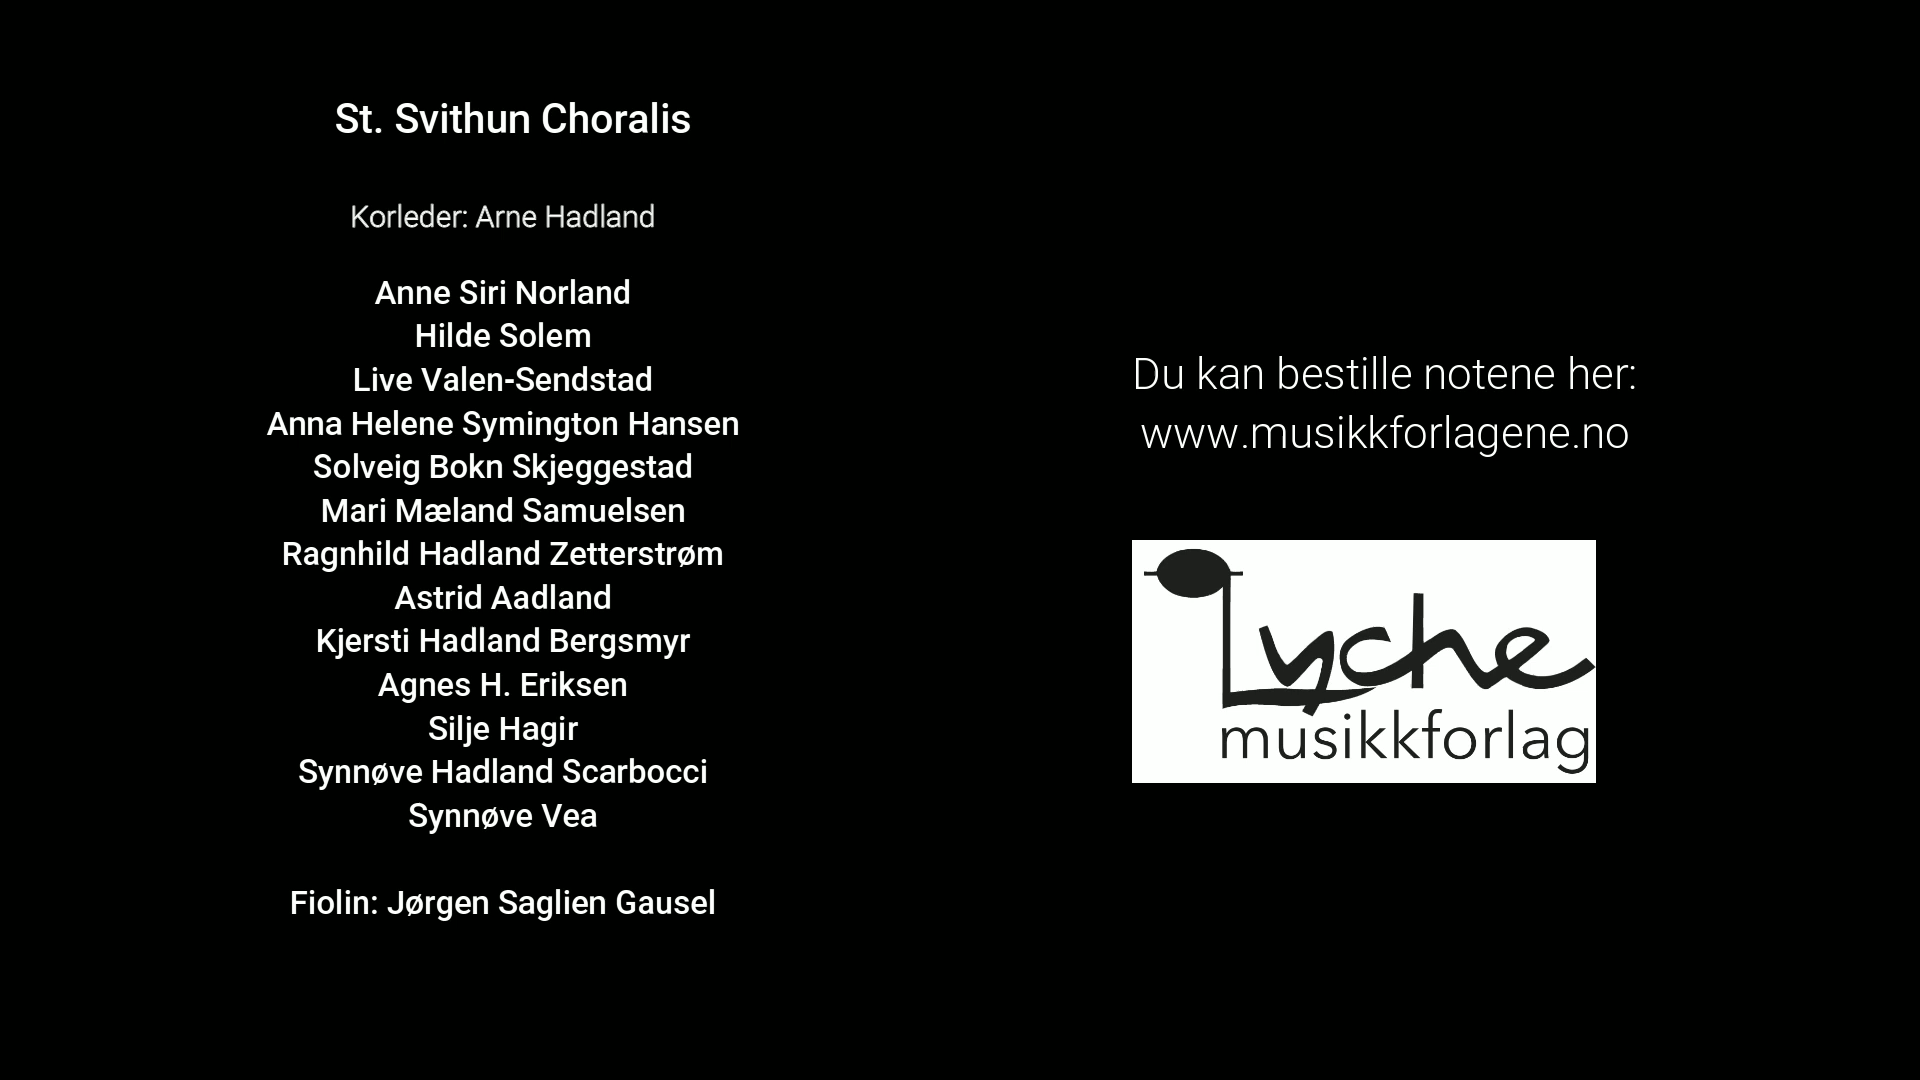 St. Svithun Choralis
Korleder: Arne Hadland
Anne Siri Norland
Hilde Solem
Live Valen-Sendstad
Anna Helene Symington Hansen
Solveig Bokn Skjeggestad
Mari Mæland Samuelsen
Ragnhild Hadland Zetterstrøm
Astrid Aadland
Kjersti Hadland Bergsmyr
Agnes H. Eriksen
Silje Hagir
Synnøve Hadland Scarbocci
Synnøve Vea
Fiolin: Jørgen Saglien Gausel
Du kan bestille notene her:
www.musikkforlagene.no
Lyche
musikkforlag